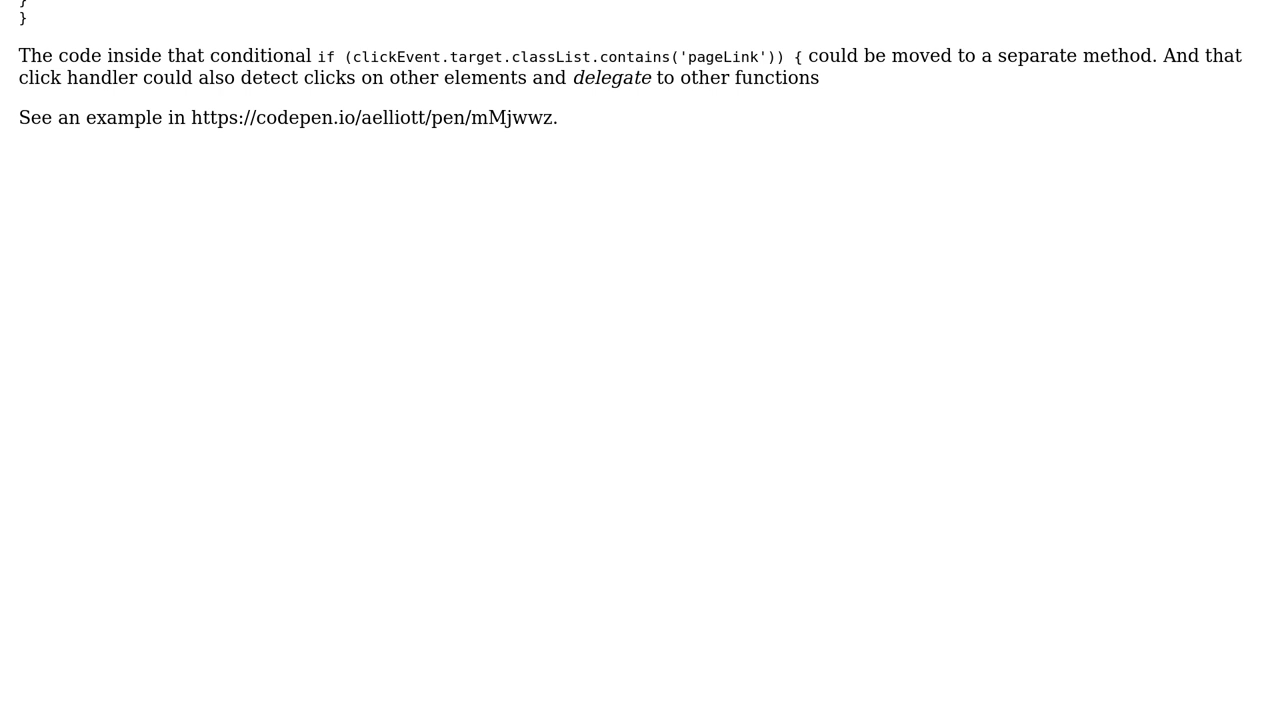 }
}
The code inside that conditional if (clickEvent.target.classList.contains('pageLink')) { could be moved to a separate method. And that
click handler could also detect clicks on other elements and delegate to other functions
See an example in https://codepen.io/aelliott/pen/mMjwwz.